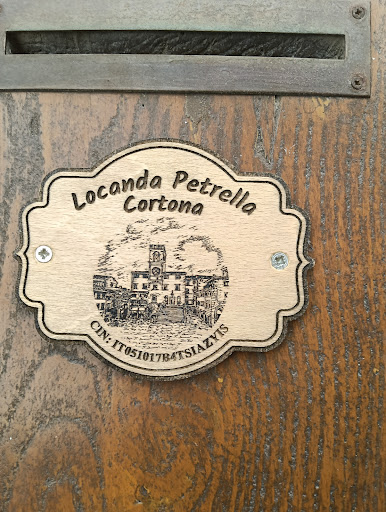 Locanda Petrella
Cortona
CIN: IT051017B4TSIAZYIS